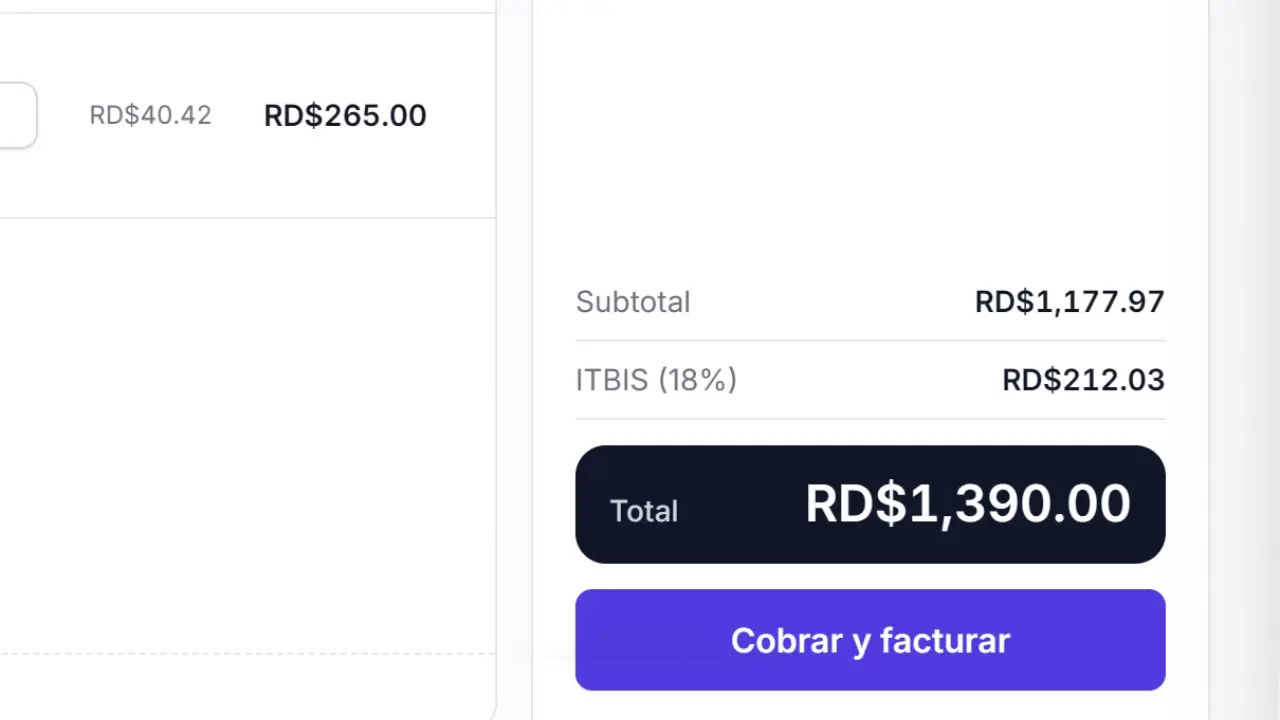 RD$40.42 RD$265.00
Subtotal RD$1,177.97
ITBIS (18%) RD$212.03
Total RD$1,390.00
Cobrar y facturar